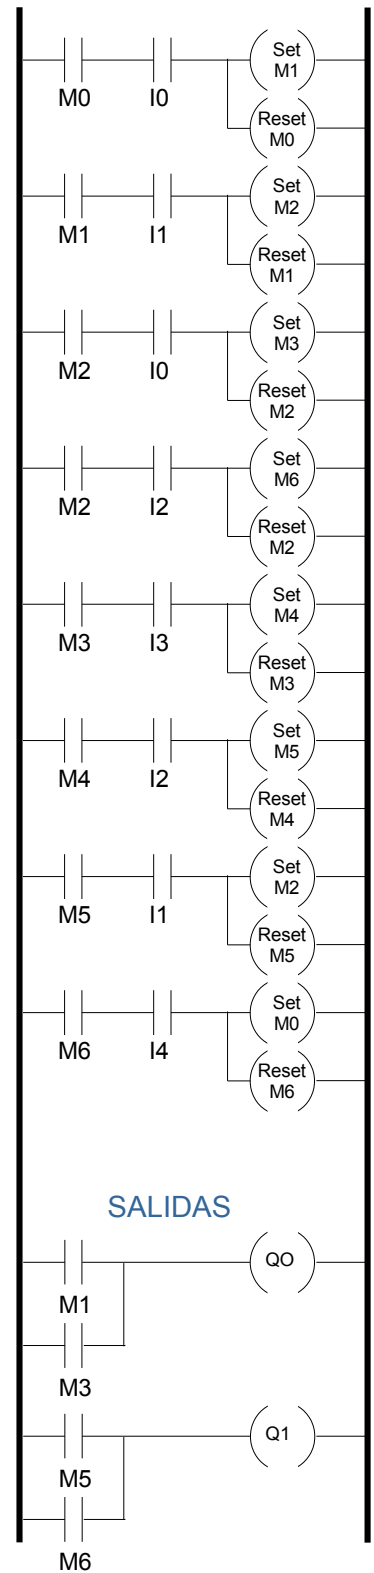 Set
M1
M0 I0
Reset
M0
Set
M2
M1 I1
Reset
M1
Set
M3
M2 I0
Reset
M2
Set
M6
M2 I2
Reset
M2
Set
M4
M3 I3
Reset
M3
Set
M5
M4 I2
Reset
M4
Set
M2
M5 I1
Reset
M5
Set
M0
M6 I4
Reset
M6
SALIDAS
QO
M1
M3
Q1
M5
M6